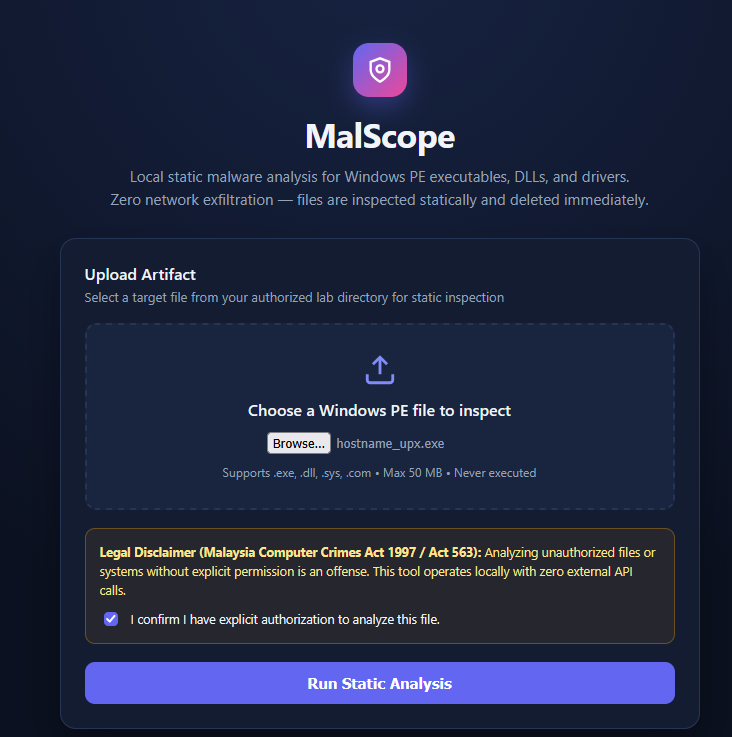 MalScope
Local static malware analysis for Windows PE executables, DLLs, and drivers.
Zero network exfiltration — files are inspected statically and deleted immediately.
Upload Artifact
Select a target file from your authorized lab directory for static inspection
Choose a Windows PE file to inspect
Browse... hostname_upx.exe
Supports .exe, .dll, .sys, .com • Max 50 MB • Never executed
Legal Disclaimer (Malaysia Computer Crimes Act 1997 / Act 563): Analyzing unauthorized files or
systems without explicit permission is an offense. This tool operates locally with zero external API
calls.
I confirm I have explicit authorization to analyze this file.
Run Static Analysis